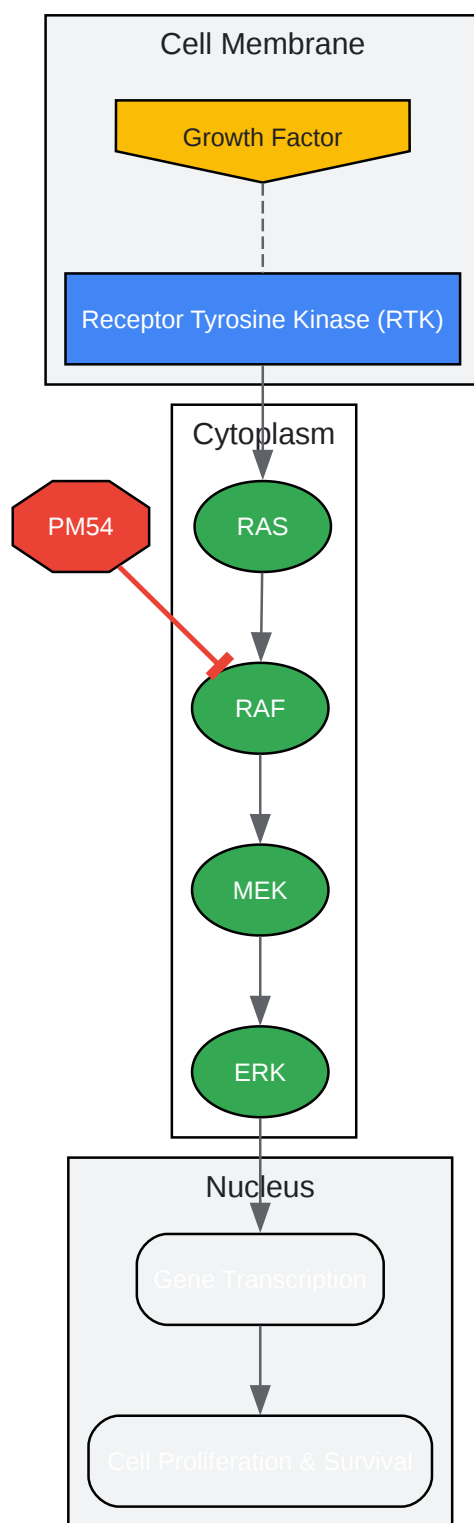 Cell Membrane
Growth Factor
Receptor Tyrosine Kinase (RTK)
Cytoplasm
PM54
RAS
RAF
MEK
ERK
Nucleus
Gene Transcription
Cell Proliferation & Survival